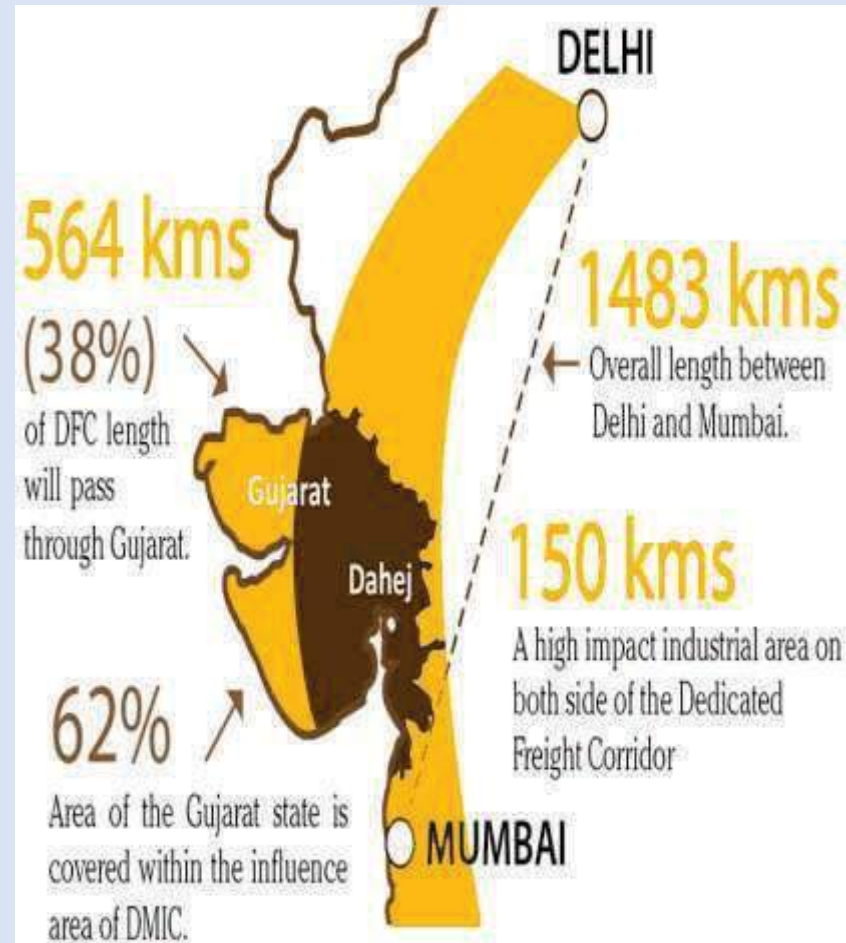 DELHI
564 kms
(38%)
of DFC length
will pass
through Gujarat.
1483 kms
Overall length between
Delhi and Mumbai.
Gujarat
Dahej
150 kms
A high impact industrial area on
both side of the Dedicated
Freight Corridor
62%
Area of the Gujarat state is
covered within the influence
area of DMIC.
MUMBAI